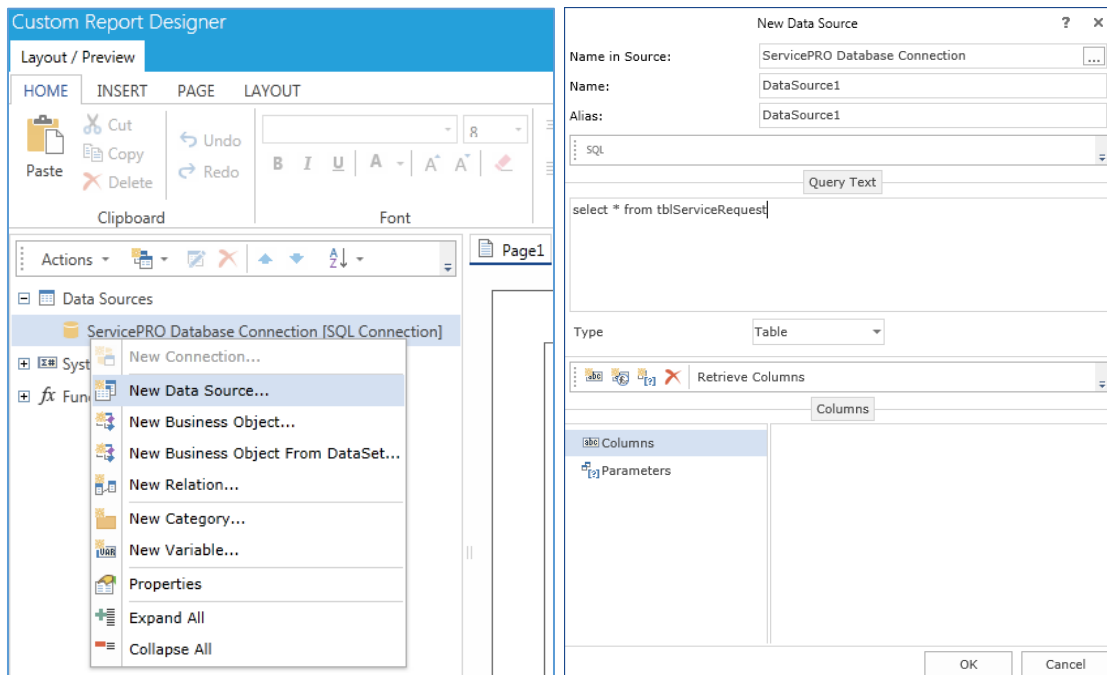 Custom Report Designer
Layout / Preview
HOME INSERT PAGE LAYOUT
Paste
Cut
Copy
Delete
Undo
Redo
8
B I U A A A
Clipboard
Font
Actions
Page1
Data Sources
ServicePRO Database Connection [SQL Connection]
Syst
fx Fun
New Connection...
New Data Source...
New Business Object...
New Business Object From DataSet...
New Relation...
New Category...
New Variable...
Properties
Expand All
Collapse All
New Data Source ? ×
Name in Source: ServicePRO Database Connection ...
Name: DataSource1
Alias: DataSource1
SQL
Query Text
select * from tblServiceRequest
Type Table
Retrieve Columns
Columns
abc Columns
[?] Parameters
OK Cancel